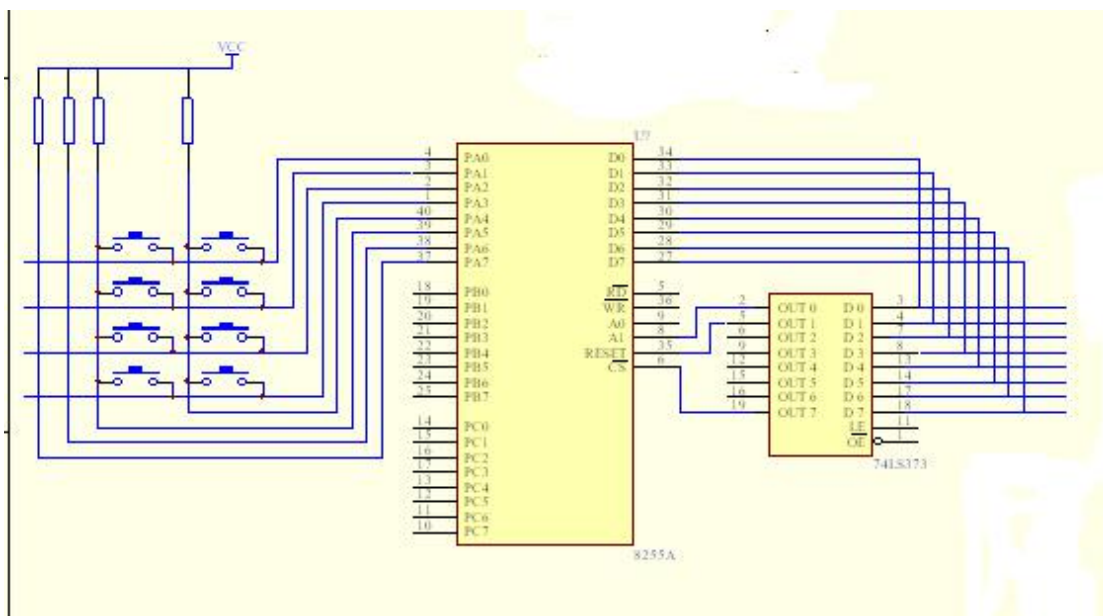 VCC
U?
4 PA0 D0 34
3 PA1 D1 33
2 PA2 D2 32
1 PA3 D3 31
40 PA4 D4 30
39 PA5 D5 29
38 PA6 D6 28
37 PA7 D7 27
18 PB0 RD 5
19 PB1 WR 36
20 PB2 A0 9
21 PB3 A1 8
22 PB4 RESET 35
23 PB5 CS 6
24 PB6
25 PB7
14 PC0
15 PC1
16 PC2
17 PC3
13 PC4
12 PC5
11 PC6
10 PC7
8255A
2 OUT 0 D 0 3
5 OUT 1 D 1 4
6 OUT 2 D 2 7
9 OUT 3 D 3 8
12 OUT 4 D 4 13
15 OUT 5 D 5 14
16 OUT 6 D 6 17
19 OUT 7 D 7 18
LE 11
OE 1
74LS373